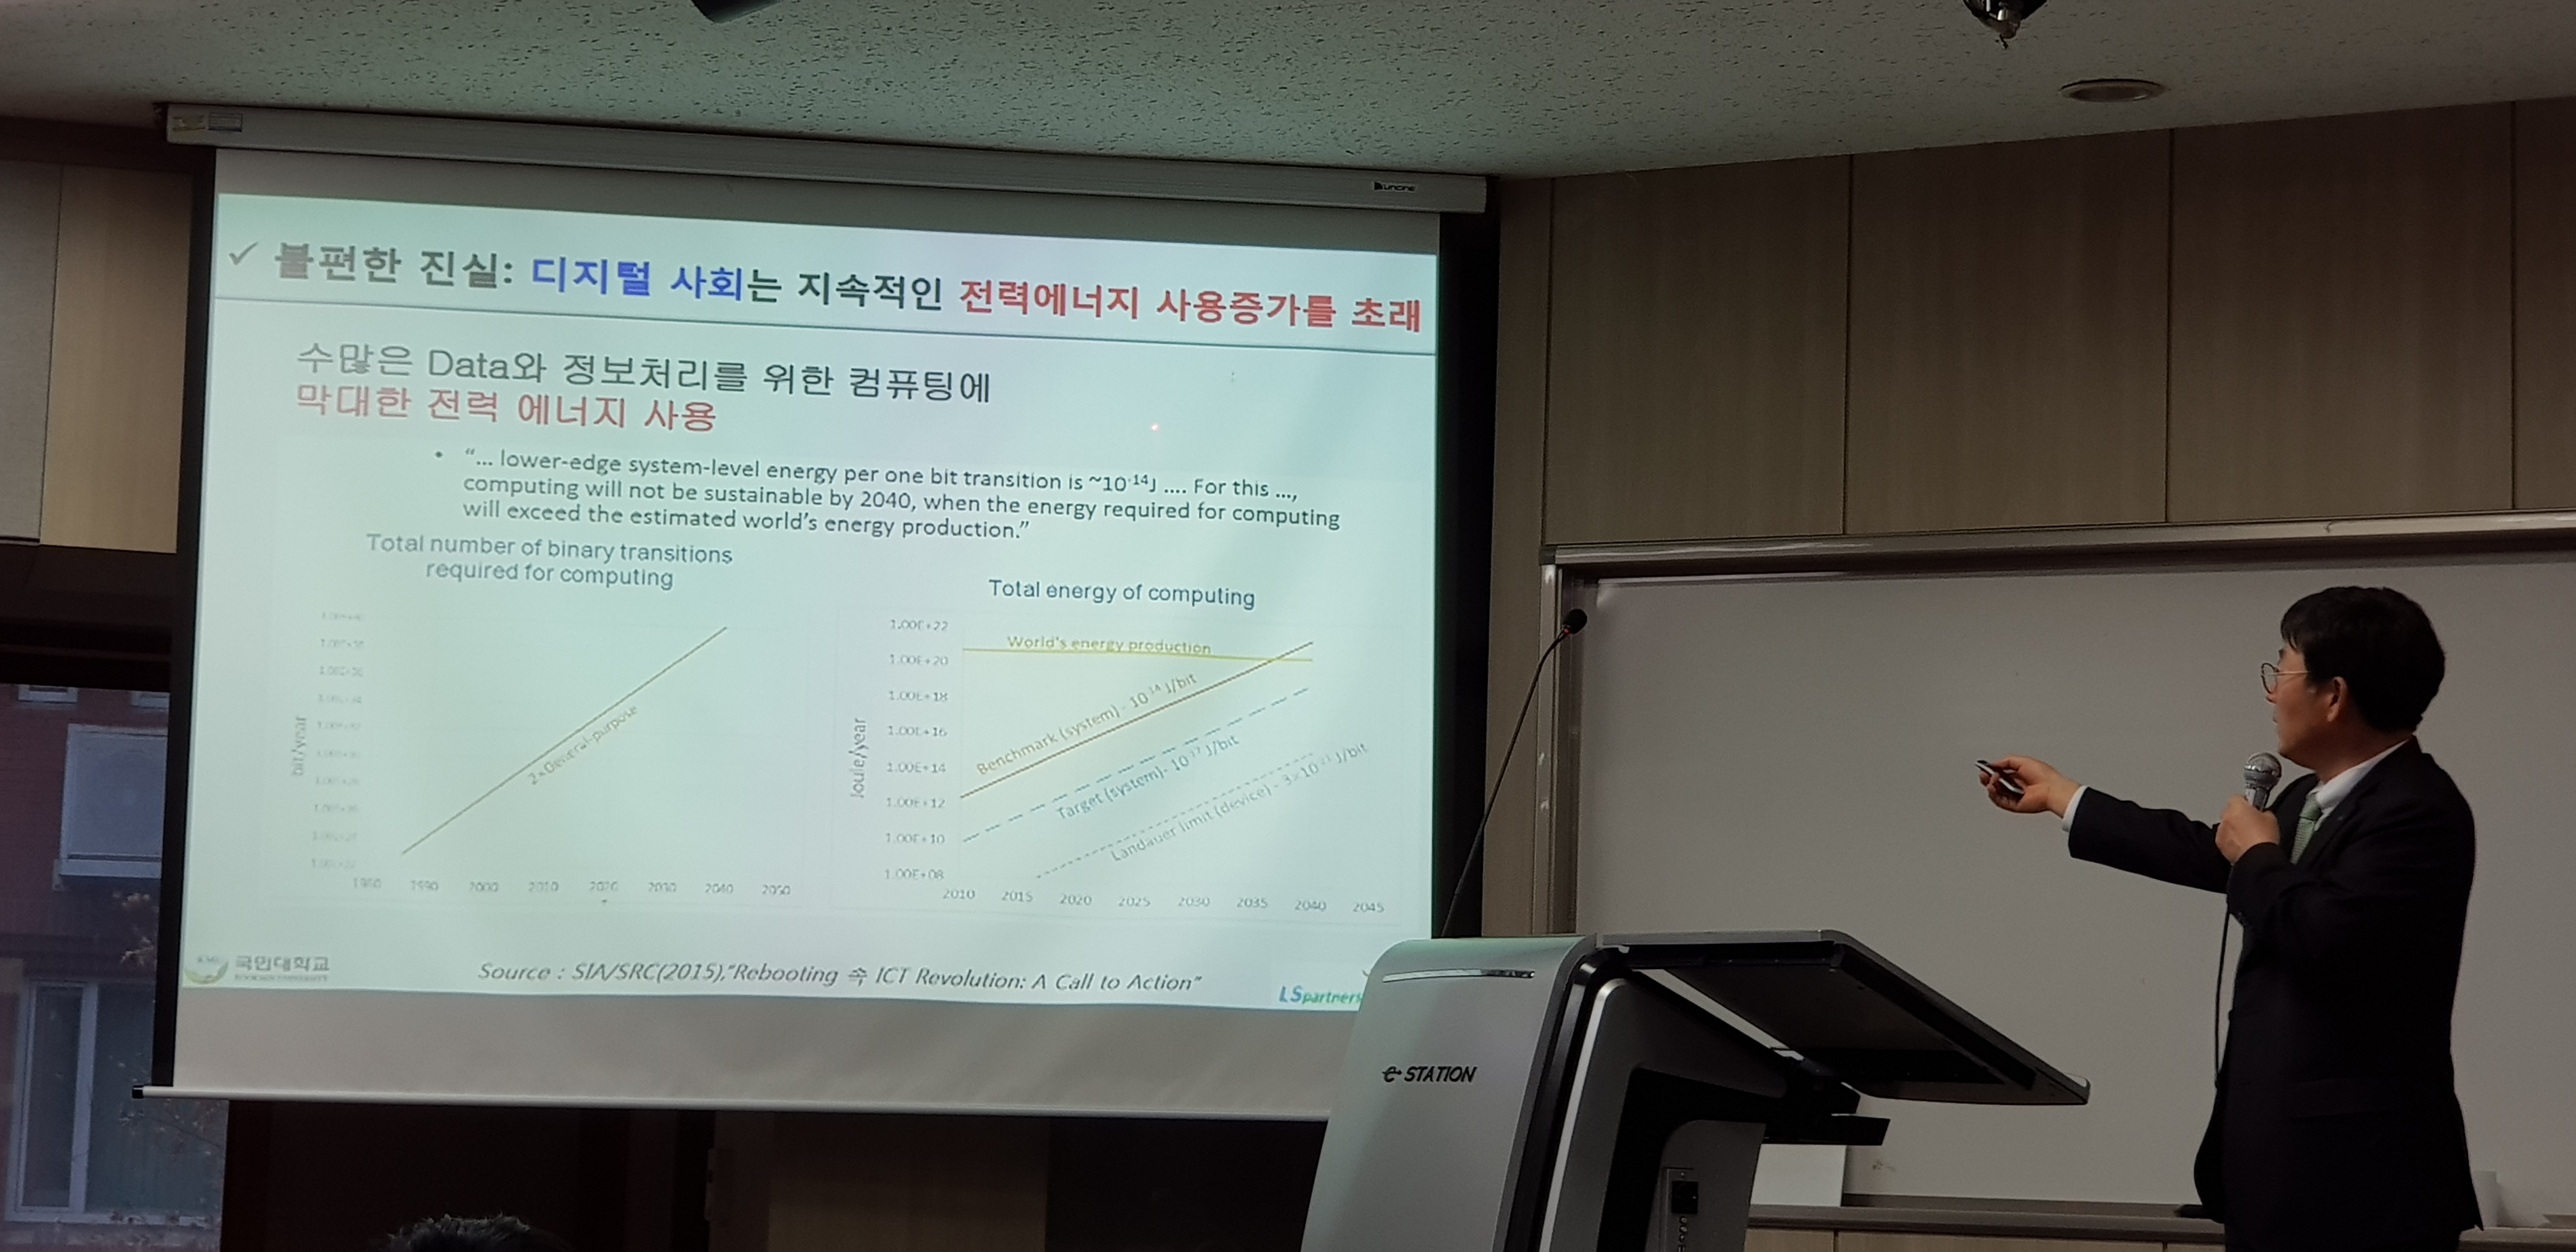 ✓ 불편한 진실: 디지털 사회는 지속적인 전력에너지 사용증가를 초래
수많은 Data와 정보처리를 위한 컴퓨팅에
막대한 전력 에너지 사용
• “... lower-edge system-level energy per one bit transition is ~10⁻¹⁴J .... For this ...,
computing will not be sustainable by 2040, when the energy required for computing
will exceed the estimated world’s energy production.”
Total number of binary transitions
required for computing
bit/year
2×General-purpose
1980 1990 2000 2010 2020 2030 2040 2050
Total energy of computing
Joule/year
1.00E+22
1.00E+20
1.00E+18
1.00E+16
1.00E+14
1.00E+12
1.00E+10
1.00E+08
World's energy production
Benchmark (system) - 10⁻¹⁴ J/bit
Target (system)- 10⁻¹⁷ J/bit
Landauer limit (device) - 3×10⁻²¹ J/bit
2010 2015 2020 2025 2030 2035 2040 2045
국민대학교
Source : SIA/SRC(2015),“Rebooting 속 ICT Revolution: A Call to Action”
LSpartners
e-STATION